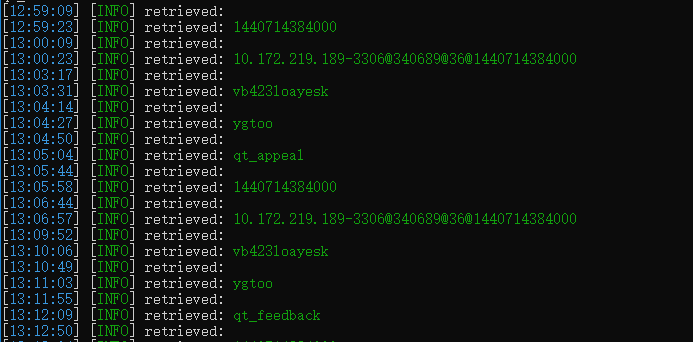 [12:59:09] [INFO] retrieved:
[12:59:23] [INFO] retrieved: 1440714384000
[13:00:09] [INFO] retrieved:
[13:00:23] [INFO] retrieved: 10.172.219.189-3306@340689@36@1440714384000
[13:03:17] [INFO] retrieved:
[13:03:31] [INFO] retrieved: vb423loayesk
[13:04:14] [INFO] retrieved:
[13:04:27] [INFO] retrieved: ygtoo
[13:04:50] [INFO] retrieved:
[13:05:04] [INFO] retrieved: qt_appeal
[13:05:44] [INFO] retrieved:
[13:05:58] [INFO] retrieved: 1440714384000
[13:06:44] [INFO] retrieved:
[13:06:57] [INFO] retrieved: 10.172.219.189-3306@340689@36@1440714384000
[13:09:52] [INFO] retrieved:
[13:10:06] [INFO] retrieved: vb423loayesk
[13:10:49] [INFO] retrieved:
[13:11:03] [INFO] retrieved: ygtoo
[13:11:55] [INFO] retrieved:
[13:12:09] [INFO] retrieved: qt_feedback
[13:12:50] [INFO] retrieved: